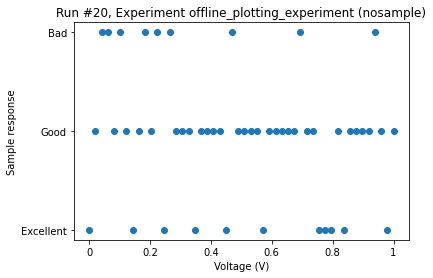 Run #20, Experiment offline_plotting_experiment (nosample)
Bad
Good
Excellent
Sample response
0 0.2 0.4 0.6 0.8 1
Voltage (V)